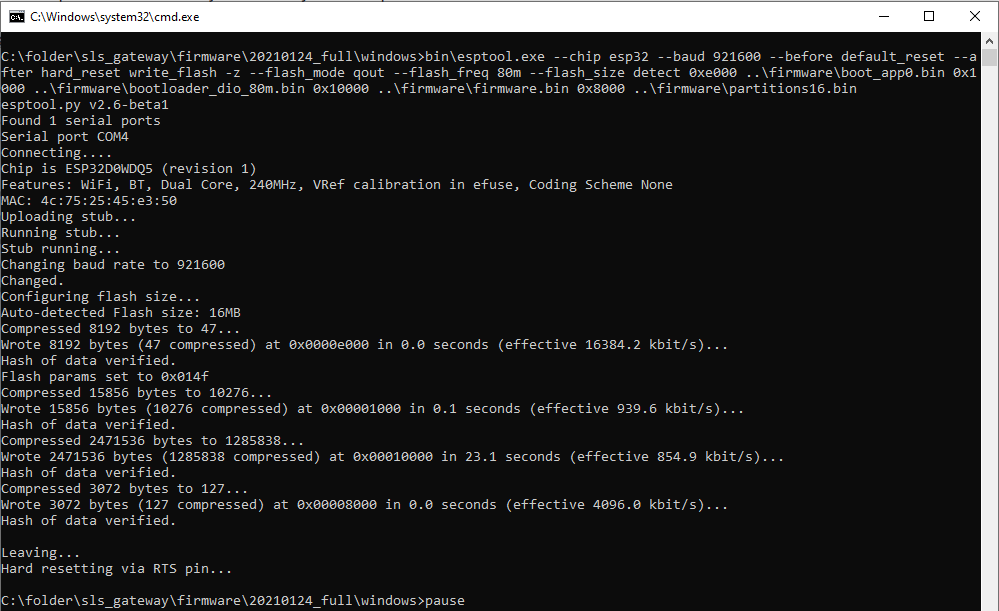 C:\Windows\system32\cmd.exe
C:\folder\sls_gateway\firmware\20210124_full\windows>bin\esptool.exe --chip esp32 --baud 921600 --before default_reset --a
fter hard_reset write_flash -z --flash_mode qout --flash_freq 80m --flash_size detect 0xe000 ..\firmware\boot_app0.bin 0x1
000 ..\firmware\bootloader_dio_80m.bin 0x10000 ..\firmware\firmware.bin 0x8000 ..\firmware\partitions16.bin
esptool.py v2.6-beta1
Found 1 serial ports
Serial port COM4
Connecting....
Chip is ESP32D0WDQ5 (revision 1)
Features: WiFi, BT, Dual Core, 240MHz, VRef calibration in efuse, Coding Scheme None
MAC: 4c:75:25:45:e3:50
Uploading stub...
Running stub...
Stub running...
Changing baud rate to 921600
Changed.
Configuring flash size...
Auto-detected Flash size: 16MB
Compressed 8192 bytes to 47...
Wrote 8192 bytes (47 compressed) at 0x0000e000 in 0.0 seconds (effective 16384.2 kbit/s)...
Hash of data verified.
Flash params set to 0x014f
Compressed 15856 bytes to 10276...
Wrote 15856 bytes (10276 compressed) at 0x00001000 in 0.1 seconds (effective 939.6 kbit/s)...
Hash of data verified.
Compressed 2471536 bytes to 1285838...
Wrote 2471536 bytes (1285838 compressed) at 0x00010000 in 23.1 seconds (effective 854.9 kbit/s)...
Hash of data verified.
Compressed 3072 bytes to 127...
Wrote 3072 bytes (127 compressed) at 0x00008000 in 0.0 seconds (effective 4096.0 kbit/s)...
Hash of data verified.
Leaving...
Hard resetting via RTS pin...
C:\folder\sls_gateway\firmware\20210124_full\windows>pause